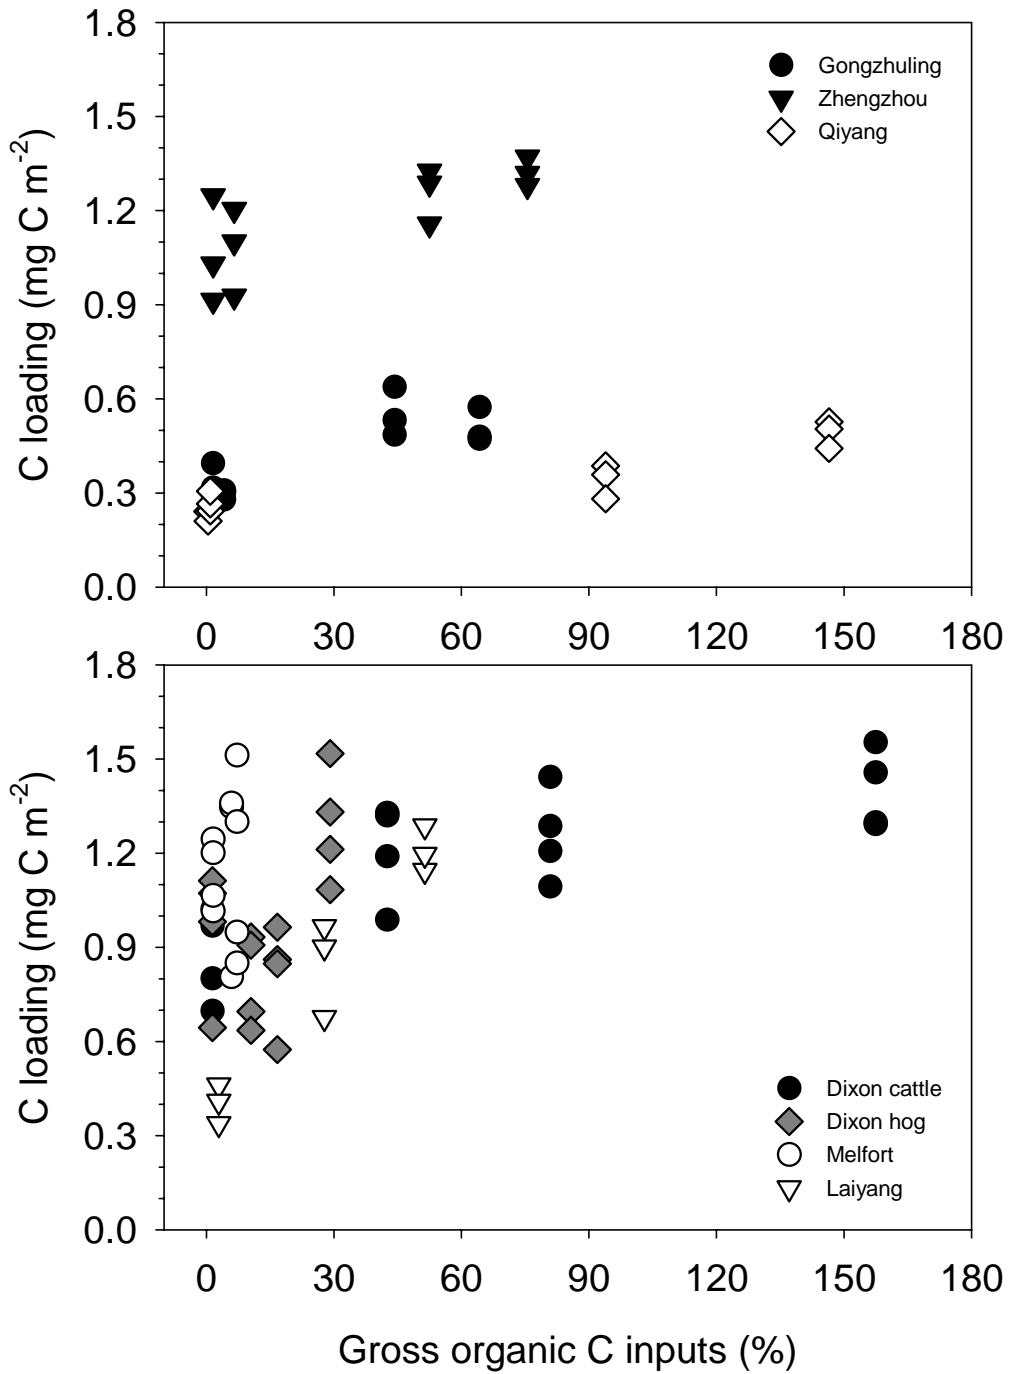 1.8
1.5
1.2
0.9
0.6
0.3
0.0
C loading (mg C m-2)
Gongzhuling
Zhengzhou
Qiyang
0 30 60 90 120 150 180
1.8
1.5
1.2
0.9
0.6
0.3
0.0
C loading (mg C m-2)
Dixon cattle
Dixon hog
Melfort
Laiyang
0 30 60 90 120 150 180
Gross organic C inputs (%)